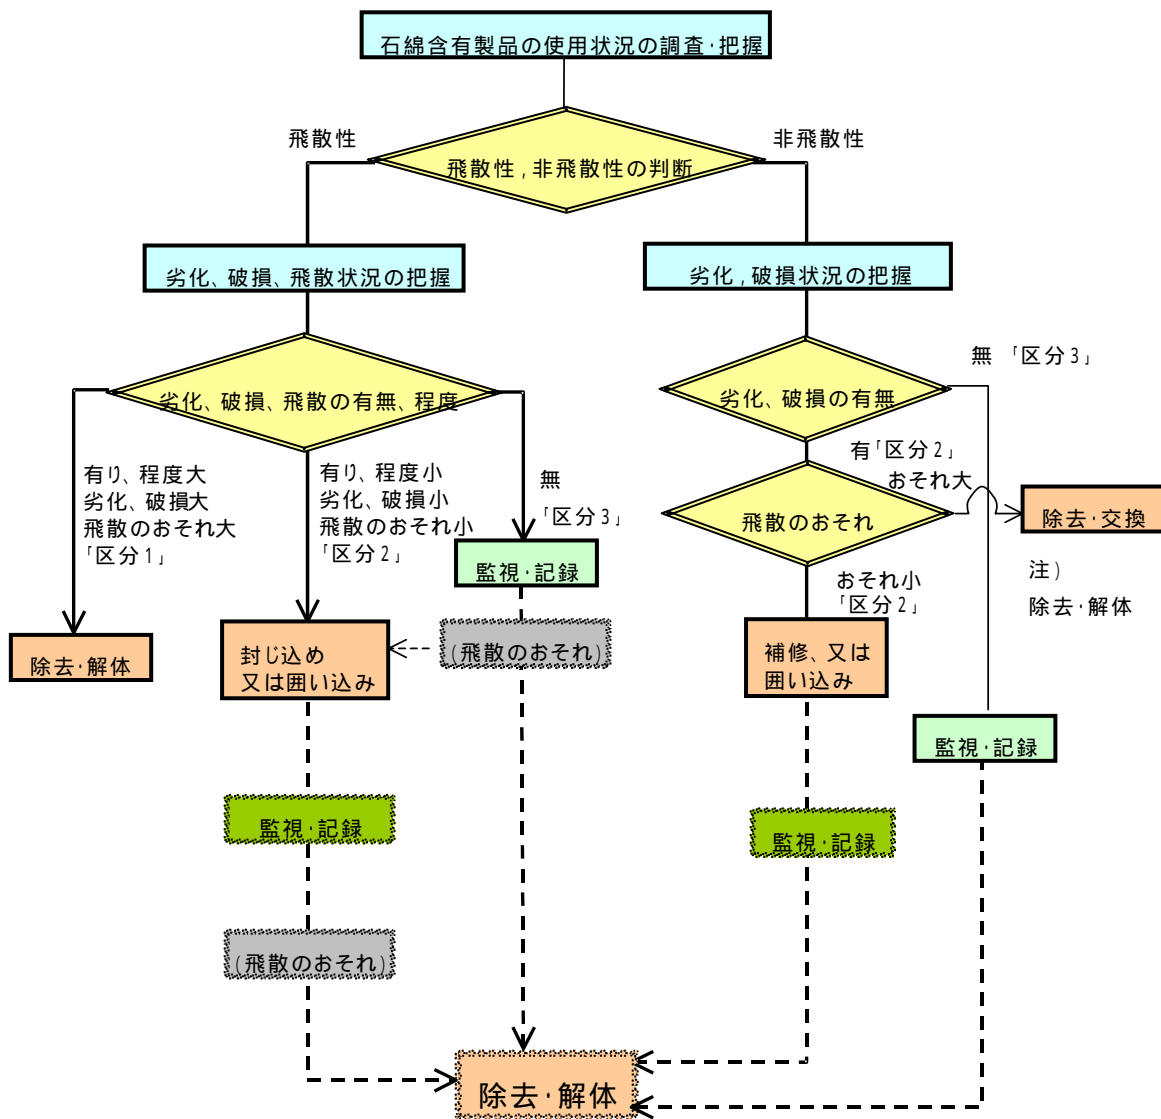 石綿含有製品の使用状況の調査・把握
飛散性
非飛散性
飛散性,非飛散性の判断
劣化、破損、飛散状況の把握
劣化,破損状況の把握
劣化、破損、飛散の有無、程度
劣化、破損の有無
無 「区分3」
有り、程度大
劣化、破損大
飛散のおそれ大
「区分1」
有り、程度小
劣化、破損小
飛散のおそれ小
「区分2」
無
「区分3」
有「区分2」
おそれ大
飛散のおそれ
除去・交換
注)
除去・解体
監視・記録
おそれ小
「区分2」
除去・解体
封じ込め
又は囲い込み
(飛散のおそれ)
補修、又は
囲い込み
監視・記録
監視・記録
監視・記録
(飛散のおそれ)
除去・解体